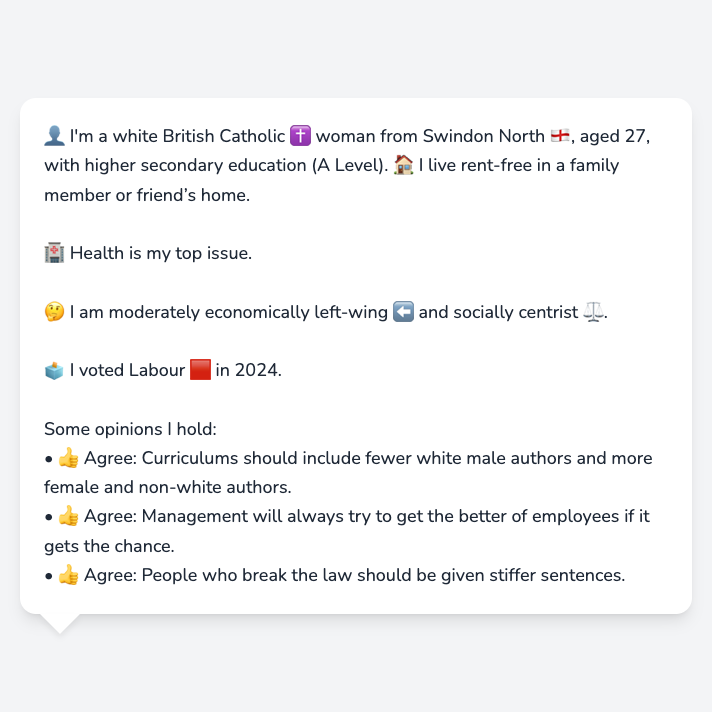 👤 I'm a white British Catholic ✝️ woman from Swindon North 🏴󠁧󠁢󠁥󠁮󠁧󠁿, aged 27,
with higher secondary education (A Level). 🏠 I live rent-free in a family
member or friend’s home.
🏥 Health is my top issue.
🤔 I am moderately economically left-wing ⬅️ and socially centrist ⚖️.
🗳️ I voted Labour 🟥 in 2024.
Some opinions I hold:
• 👍 Agree: Curriculums should include fewer white male authors and more
female and non-white authors.
• 👍 Agree: Management will always try to get the better of employees if it
gets the chance.
• 👍 Agree: People who break the law should be given stiffer sentences.